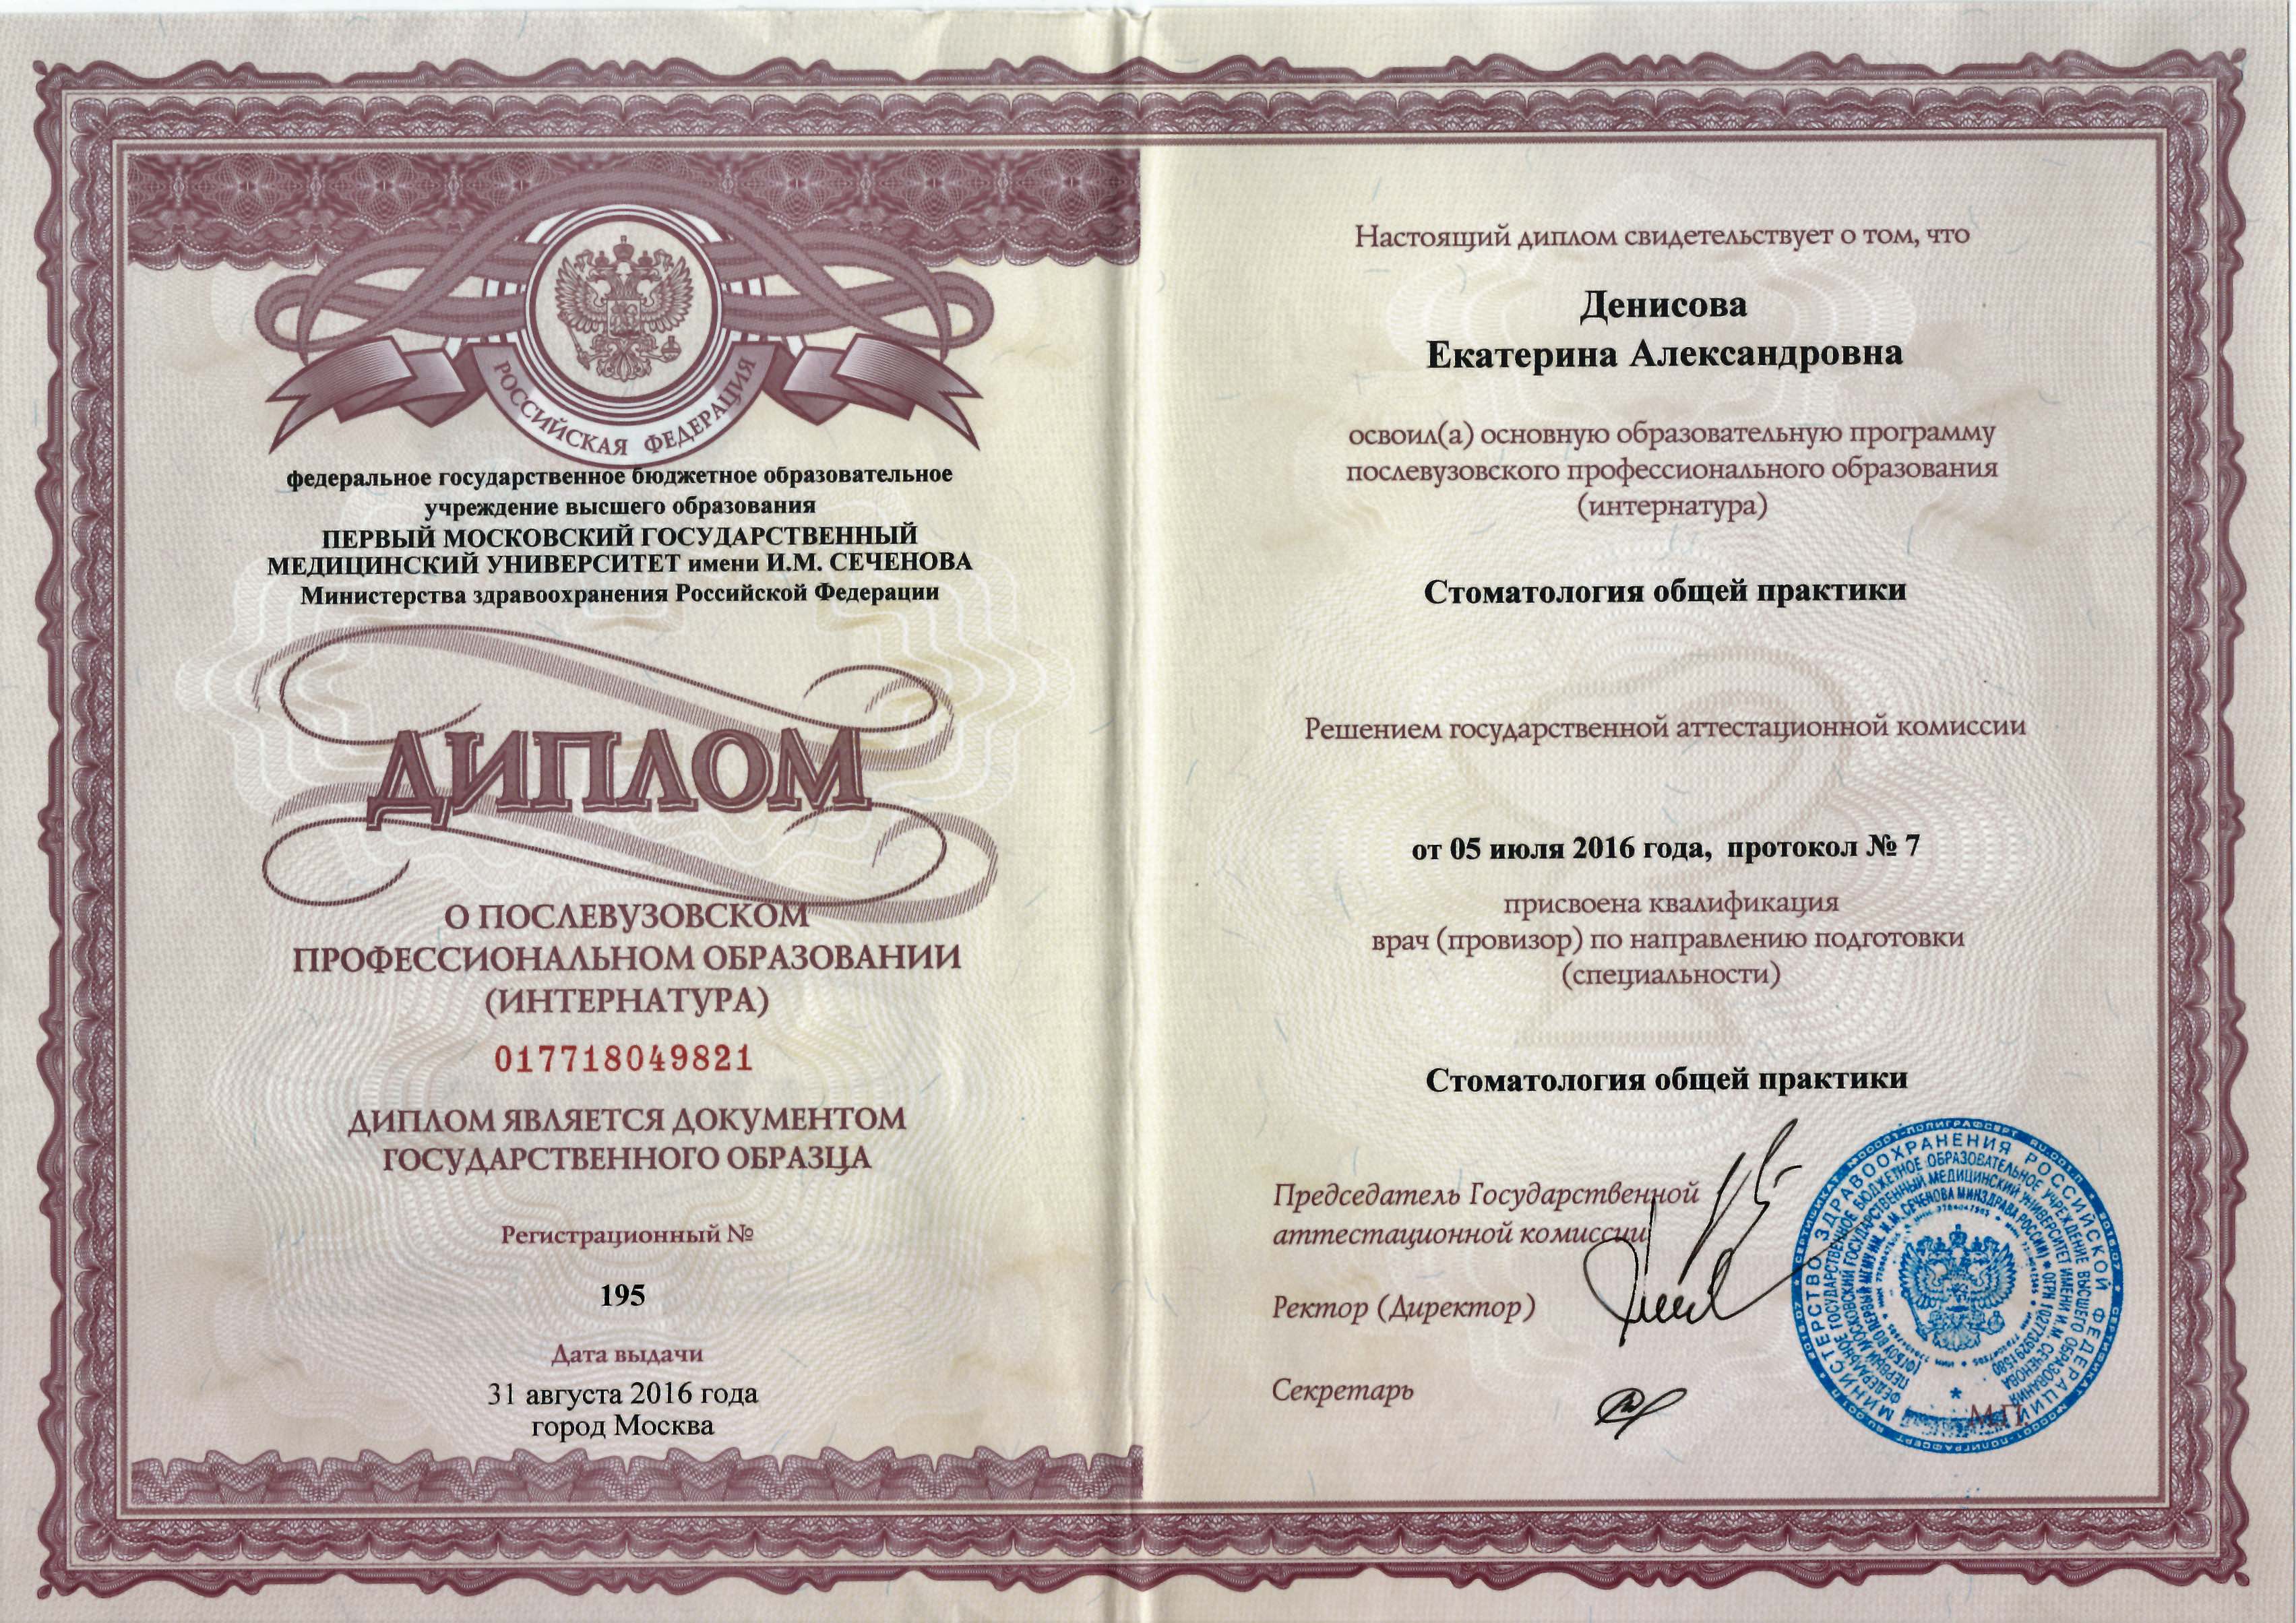 РОССИЙСКАЯ ФЕДЕРАЦИЯ
федеральное государственное бюджетное образовательное
учреждение высшего образования
ПЕРВЫЙ МОСКОВСКИЙ ГОСУДАРСТВЕННЫЙ
МЕДИЦИНСКИЙ УНИВЕРСИТЕТ имени И.М. СЕЧЕНОВА
Министерства здравоохранения Российской Федерации
ДИПЛОМ
О ПОСЛЕВУЗОВСКОМ
ПРОФЕССИОНАЛЬНОМ ОБРАЗОВАНИИ
(ИНТЕРНАТУРА)
017718049821
ДИПЛОМ ЯВЛЯЕТСЯ ДОКУМЕНТОМ
ГОСУДАРСТВЕННОГО ОБРАЗЦА
Регистрационный №
195
Дата выдачи
31 августа 2016 года
город Москва
Настоящий диплом свидетельствует о том, что
Денисова
Екатерина Александровна
освоил(а) основную образовательную программу
послевузовского профессионального образования
(интернатура)
Стоматология общей практики
Решением государственной аттестационной комиссии
от 05 июля 2016 года, протокол № 7
присвоена квалификация
врач (провизор) по направлению подготовки
(специальности)
Стоматология общей практики
Председатель Государственной
аттестационной комиссии
Ректор (Директор)
Секретарь
М.П.
МИНИСТЕРСТВО ЗДРАВООХРАНЕНИЯ РОССИЙСКОЙ ФЕДЕРАЦИИ